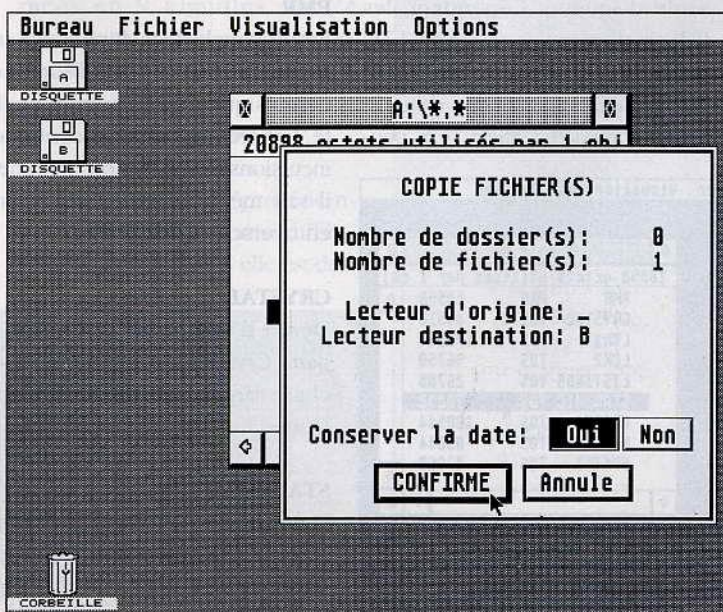 Bureau Fichier Visualisation Options
A
DISQUETTE
B
DISQUETTE
A:\*.*
20898 octets utilisés par 1 obj
COPIE FICHIER(S)
Nombre de dossier(s): 0
Nombre de fichier(s): 1
Lecteur d'origine: _
Lecteur destination: B
Conserver la date: Oui Non
CONFIRME Annule
CORBEILLE